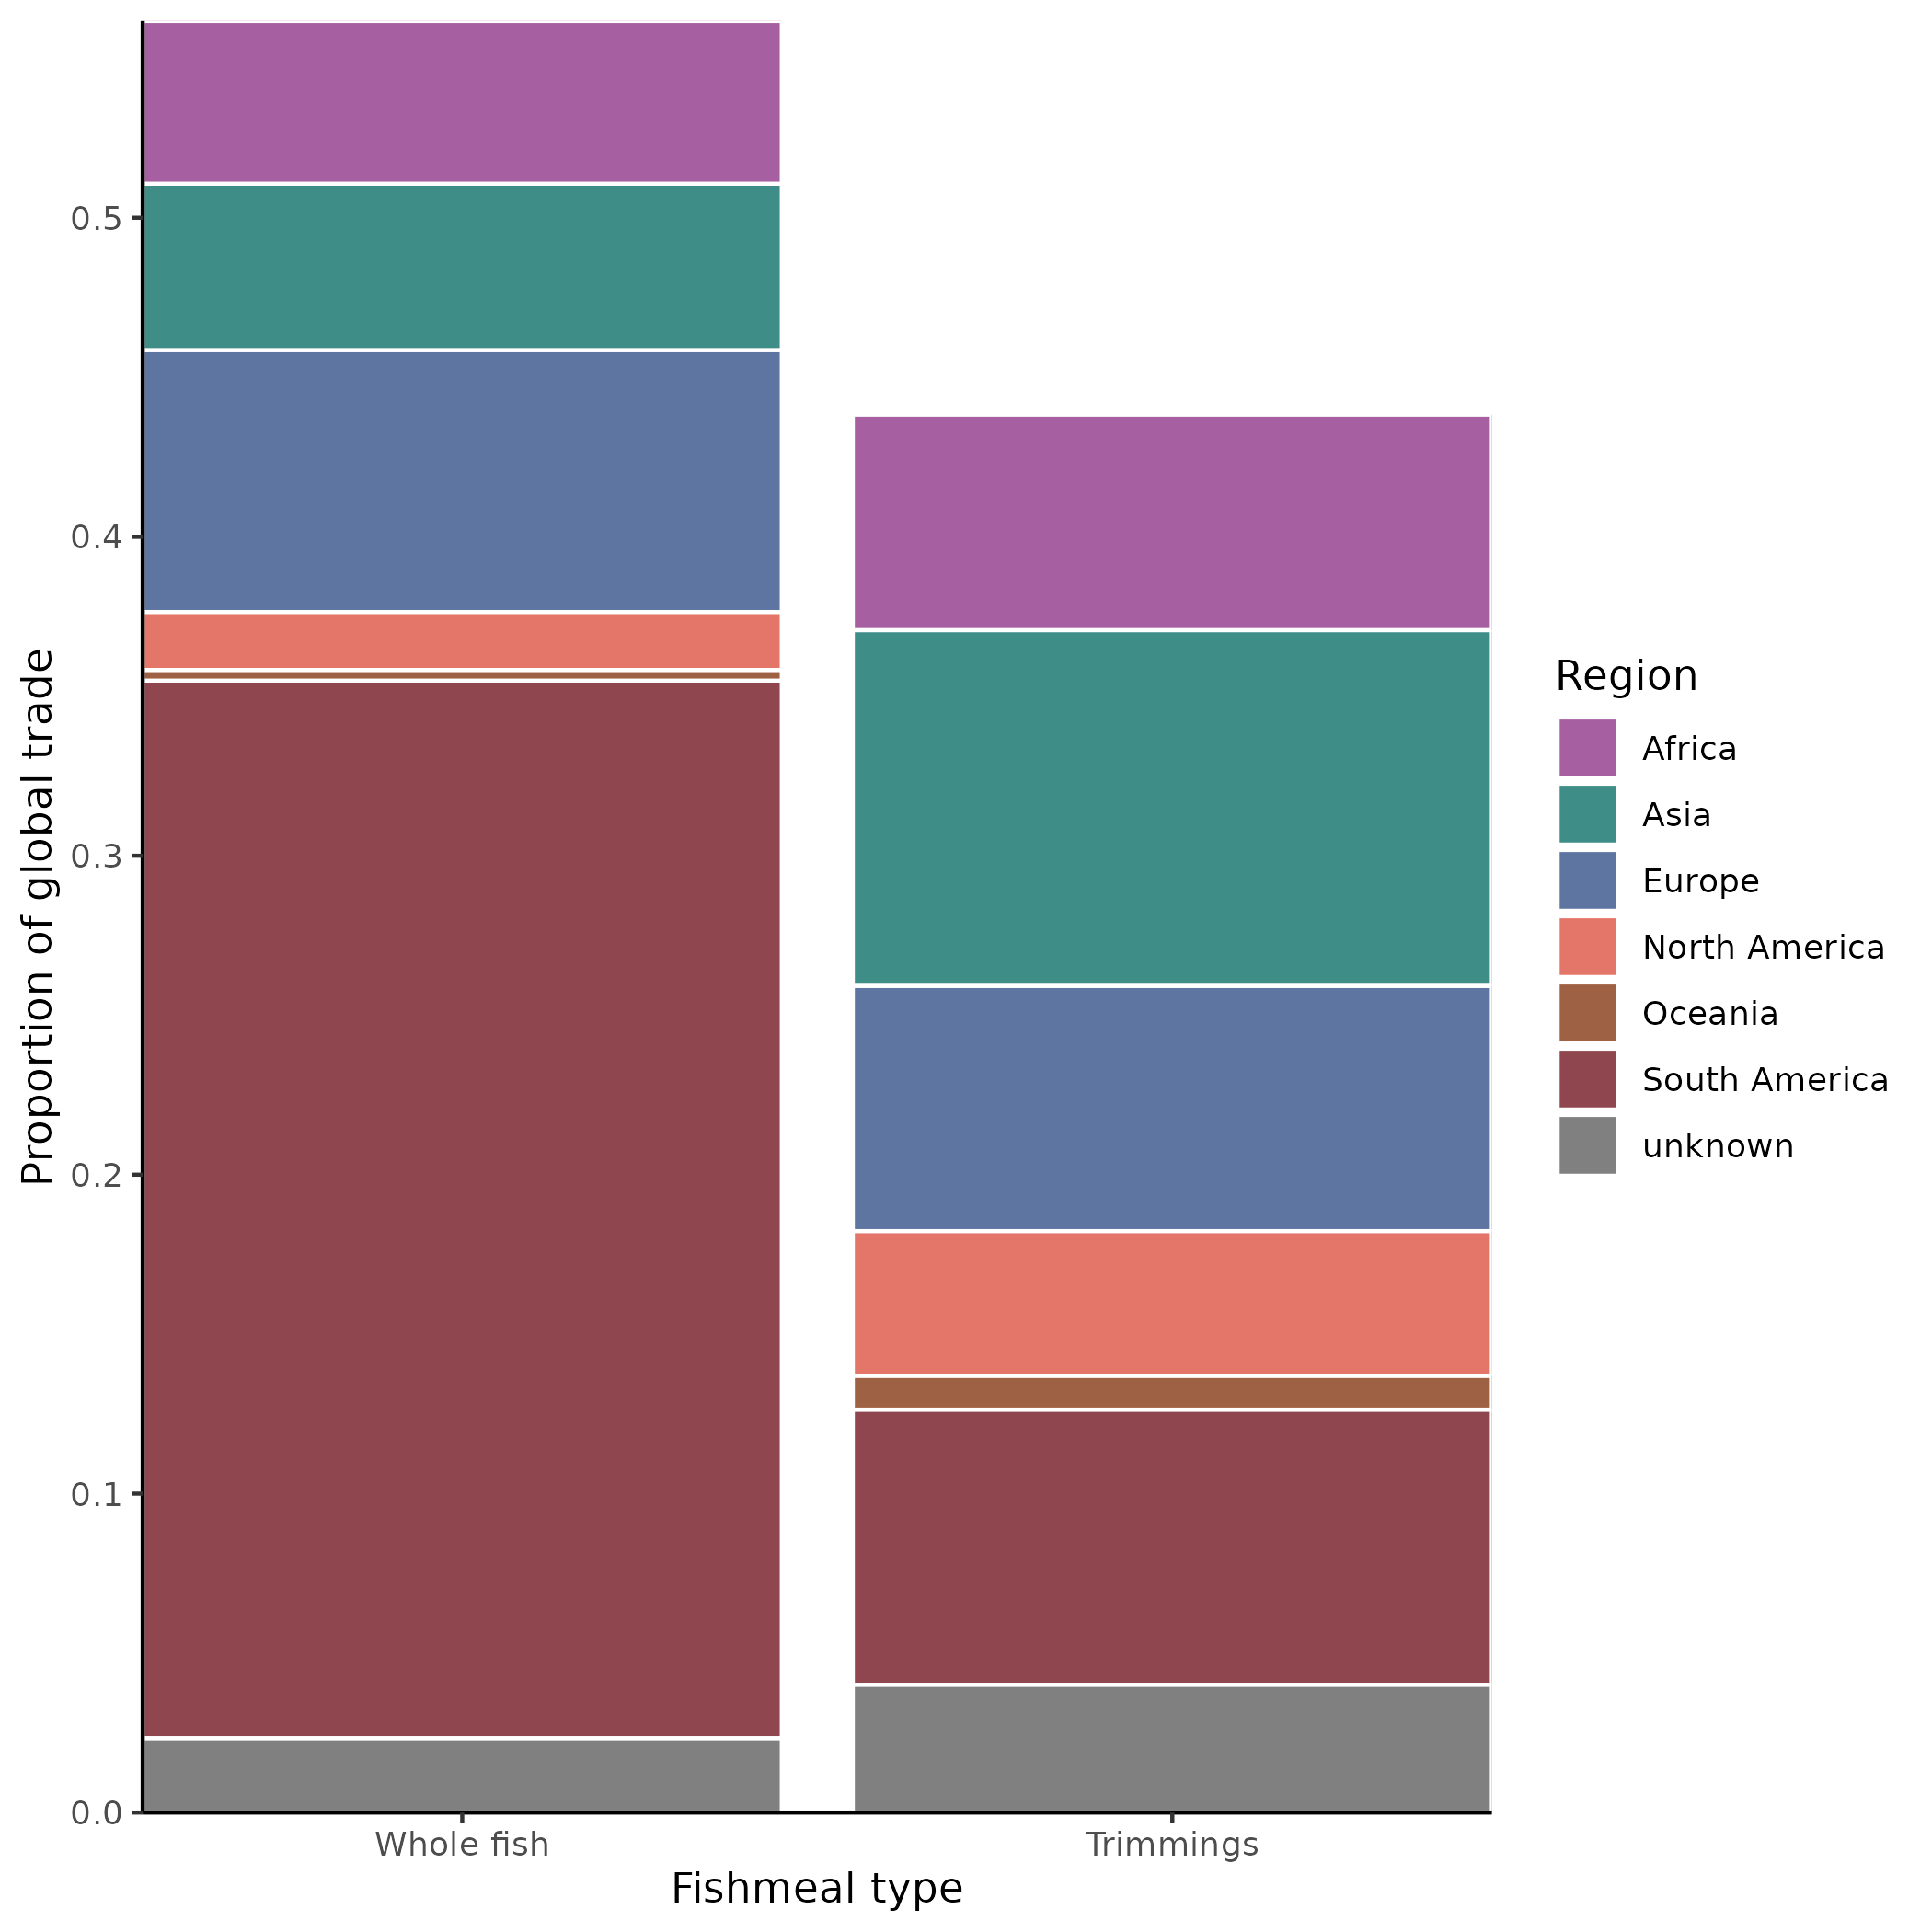 Proportion of global trade
0.5
0.4
0.3
0.2
0.1
0.0
Whole fish
Trimmings
Fishmeal type
Region
Africa
Asia
Europe
North America
Oceania
South America
unknown